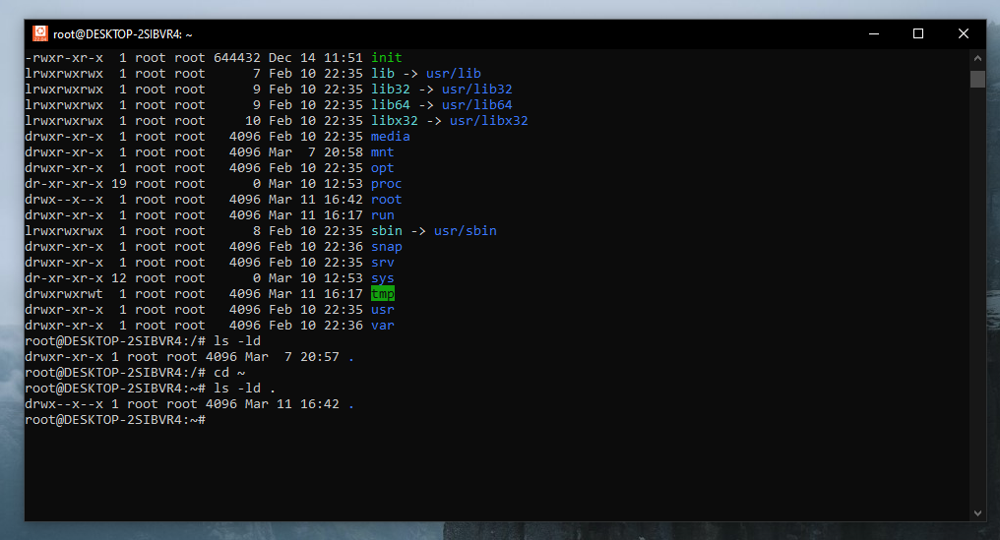 root@DESKTOP-2SIBVR4: ~
-rwxr-xr-x  1 root root 644432 Dec 14 11:51 init
lrwxrwxrwx  1 root root      7 Feb 10 22:35 lib -> usr/lib
lrwxrwxrwx  1 root root      9 Feb 10 22:35 lib32 -> usr/lib32
lrwxrwxrwx  1 root root      9 Feb 10 22:35 lib64 -> usr/lib64
lrwxrwxrwx  1 root root     10 Feb 10 22:35 libx32 -> usr/libx32
drwxr-xr-x  1 root root   4096 Feb 10 22:35 media
drwxr-xr-x  1 root root   4096 Mar  7 20:58 mnt
drwxr-xr-x  1 root root   4096 Feb 10 22:35 opt
dr-xr-xr-x 19 root root      0 Mar 10 12:53 proc
drwx--x--x  1 root root   4096 Mar 11 16:42 root
drwxr-xr-x  1 root root   4096 Mar 11 16:17 run
lrwxrwxrwx  1 root root      8 Feb 10 22:35 sbin -> usr/sbin
drwxr-xr-x  1 root root   4096 Feb 10 22:36 snap
drwxr-xr-x  1 root root   4096 Feb 10 22:35 srv
dr-xr-xr-x 12 root root      0 Mar 10 12:53 sys
drwxrwxrwt  1 root root   4096 Mar 11 16:17 tmp
drwxr-xr-x  1 root root   4096 Feb 10 22:35 usr
drwxr-xr-x  1 root root   4096 Feb 10 22:36 var
root@DESKTOP-2SIBVR4:/# ls -ld
drwxr-xr-x 1 root root 4096 Mar  7 20:57 .
root@DESKTOP-2SIBVR4:/# cd ~
root@DESKTOP-2SIBVR4:~# ls -ld .
drwx--x--x 1 root root 4096 Mar 11 16:42 .
root@DESKTOP-2SIBVR4:~#